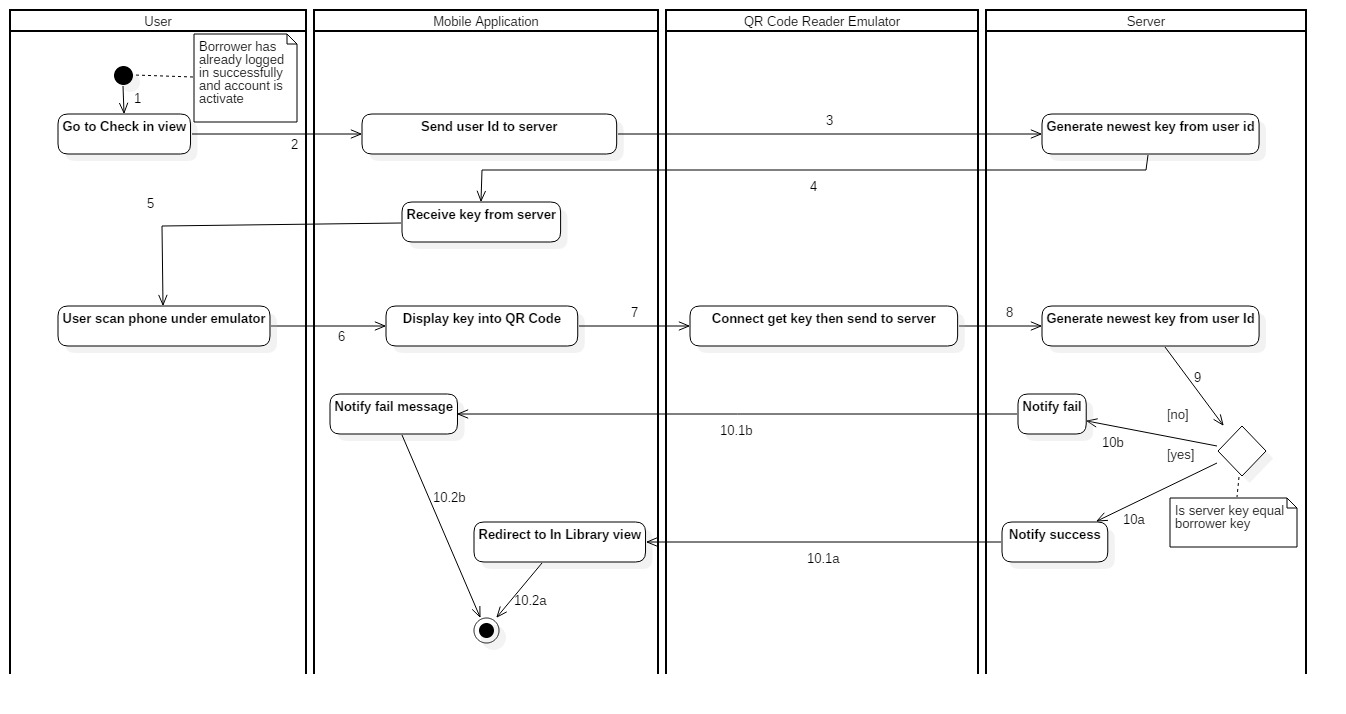 User
Mobile Application
QR Code Reader Emulator
Server
Borrower has
already logged
in successfully
and account is
activate
1
Go to Check in view
2
Send user Id to server
3
Generate newest key from user id
4
5
Receive key from server
User scan phone under emulator
6
Display key into QR Code
7
Connect get key then send to server
8
Generate newest key from user Id
9
Notify fail message
10.1b
Notify fail
[no]
10b
[yes]
10.2b
10a
Is server key equal
borrower key
Redirect to In Library view
10.1a
Notify success
10.2a